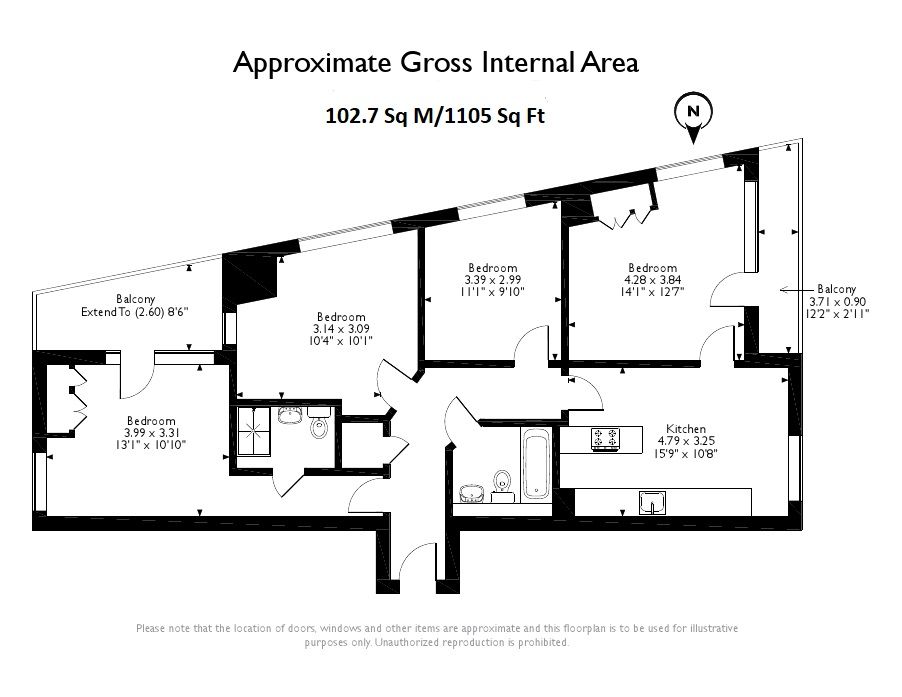 Approximate Gross Internal Area
102.7 Sq M/1105 Sq Ft
N
Balcony
Extend To (2.60) 8'6"
Bedroom
3.14 x 3.09
10'4" x 10'1"
Bedroom
3.39 x 2.99
11'1" x 9'10"
Bedroom
4.28 x 3.84
14'1" x 12'7"
Balcony
3.71 x 0.90
12'2" x 2'11"
Bedroom
3.99 x 3.31
13'1" x 10'10"
Kitchen
4.79 x 3.25
15'9" x 10'8"
Please note that the location of doors, windows and other items are approximate and this floorplan is to be used for illustrative
purposes only. Unauthorized reproduction is prohibited.